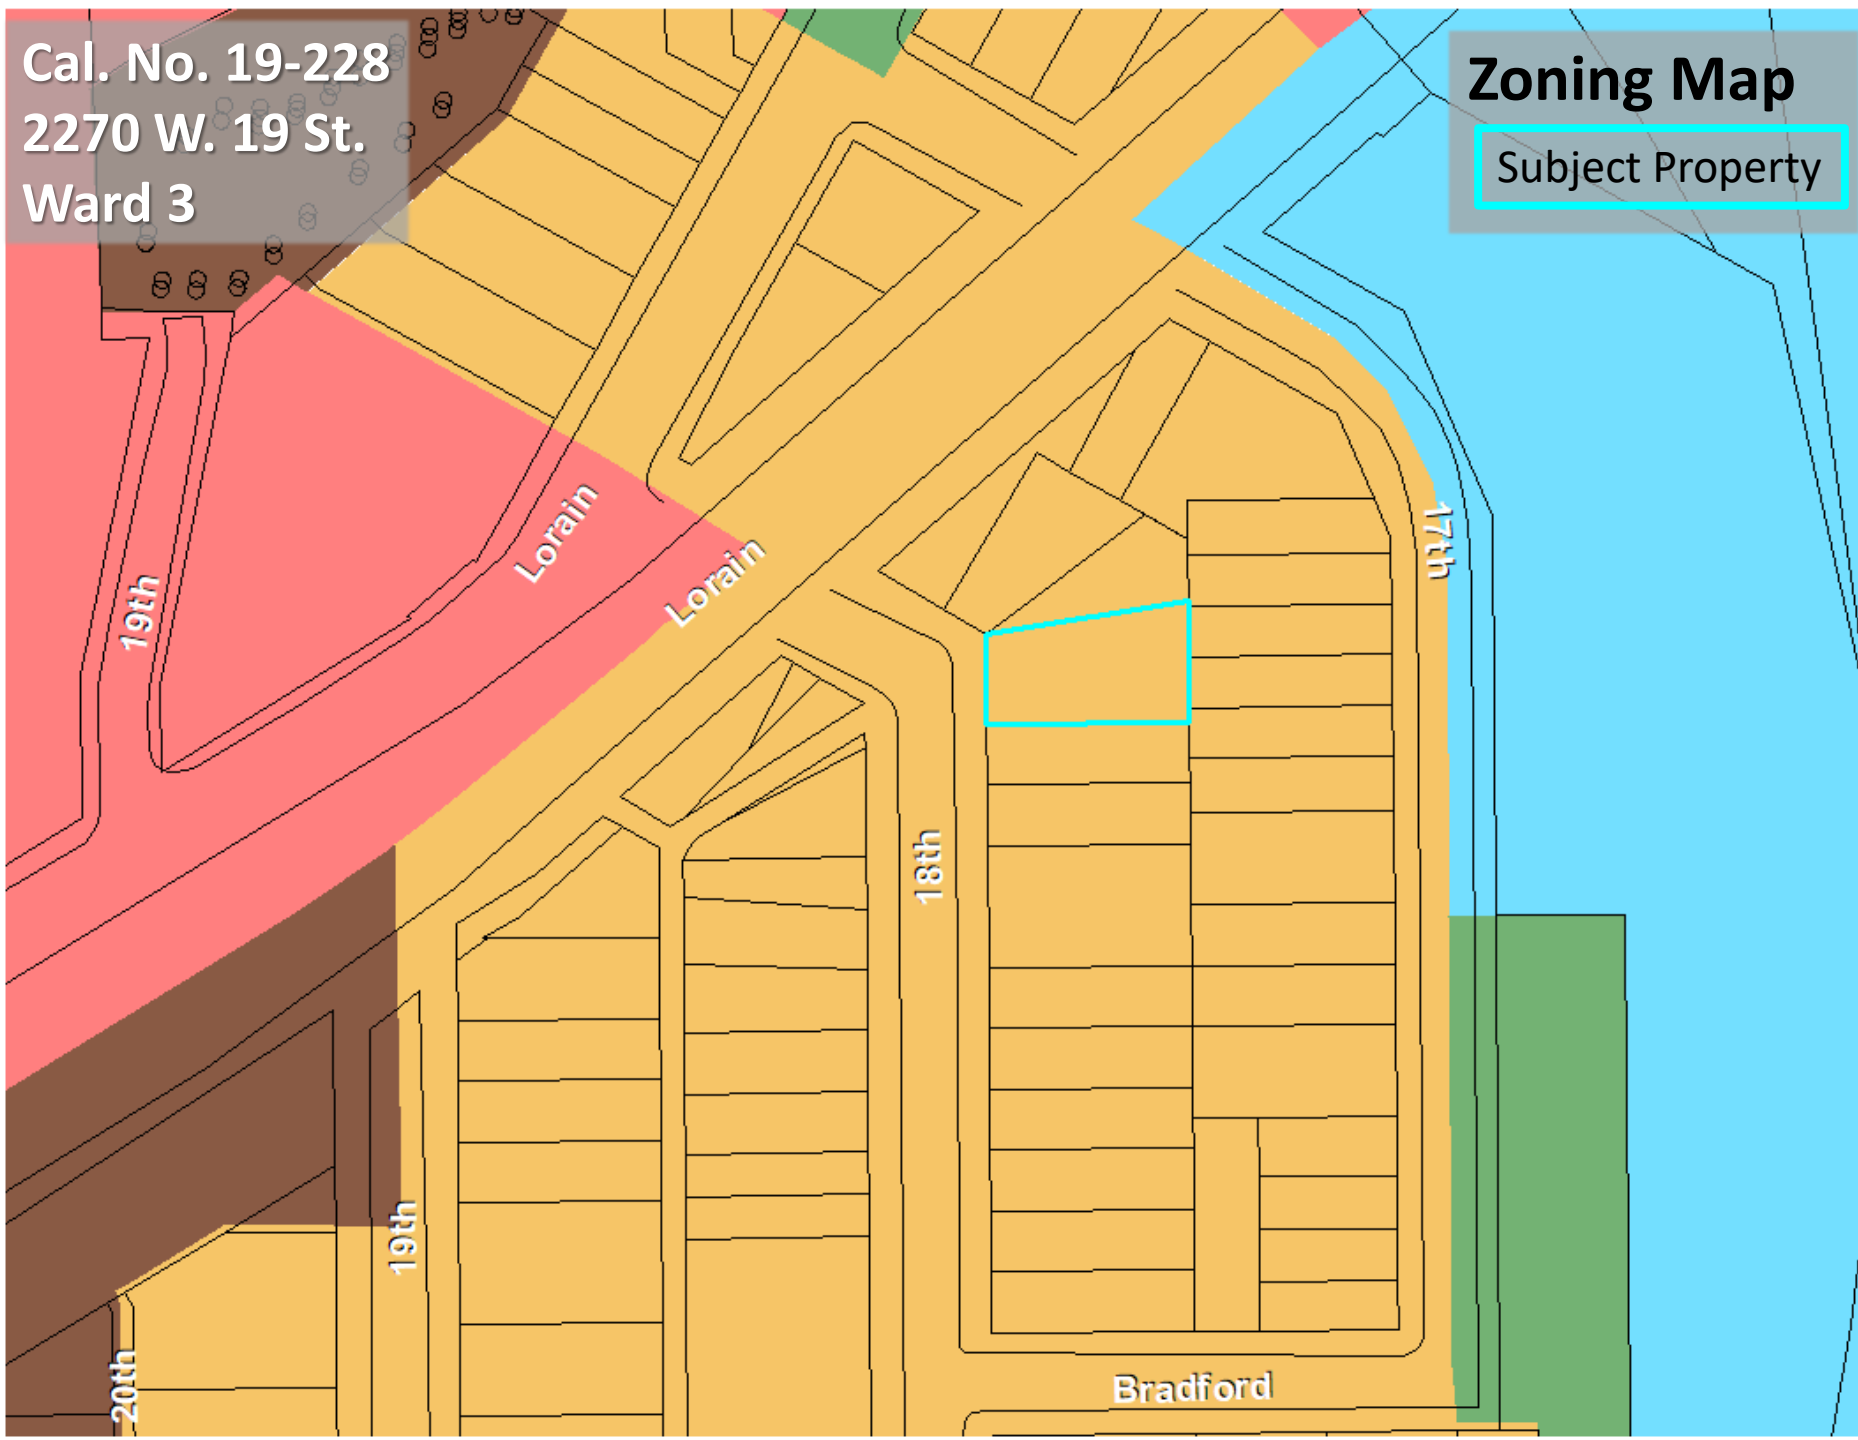 Cal. No. 19-228
2270 W. 19 St.
Ward 3
Zoning Map
Subject Property
Lorain
Lorain
17th
19th
18th
19th
20th
Bradford